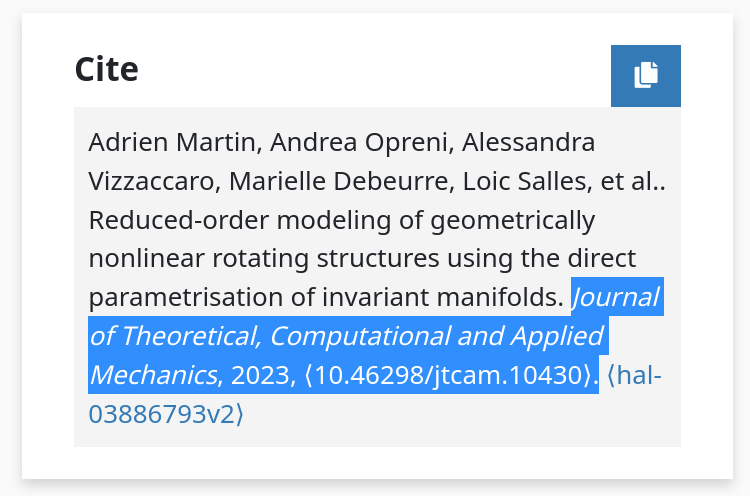 Cite
Adrien Martin, Andrea Opreni, Alessandra
Vizzaccaro, Marielle Debeurre, Loic Salles, et al..
Reduced-order modeling of geometrically
nonlinear rotating structures using the direct
parametrisation of invariant manifolds. Journal
of Theoretical, Computational and Applied
Mechanics, 2023, ⟨10.46298/jtcam.10430⟩. ⟨hal-
03886793v2⟩